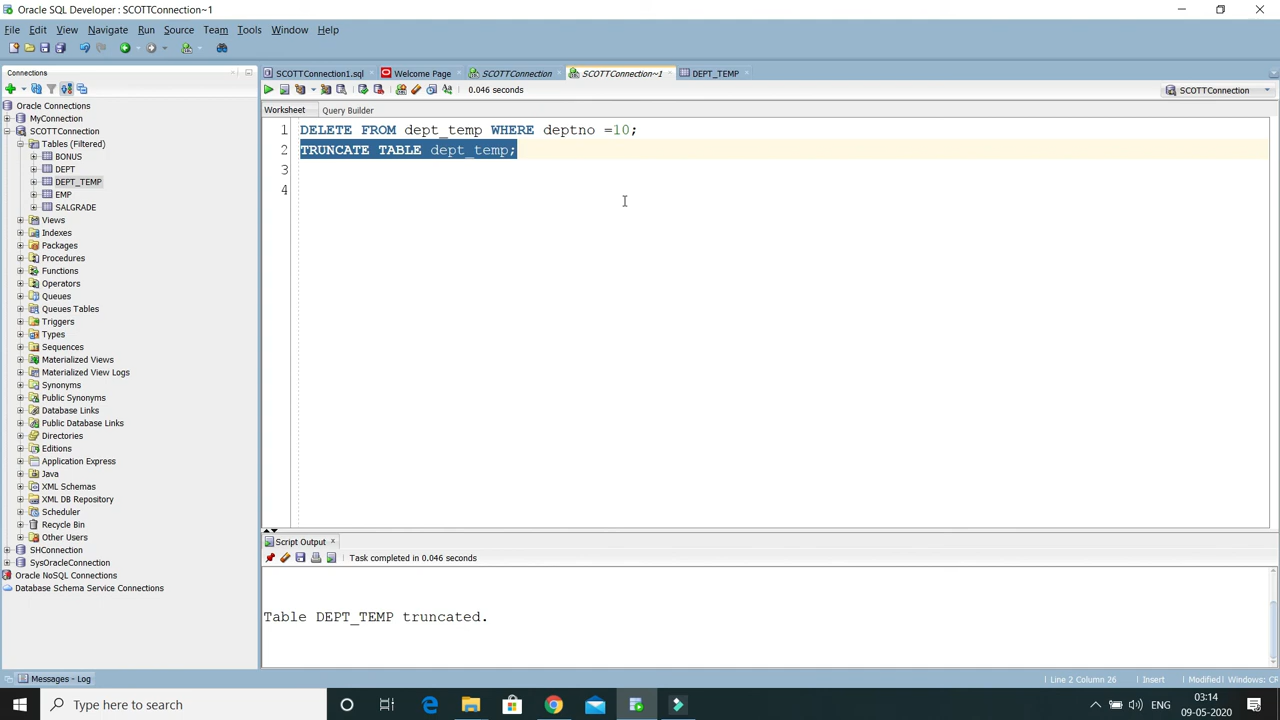 Oracle SQL Developer : SCOTTConnection~1
File Edit View Navigate Run Source Team Tools Window Help
Connections
SCOTTConnection1.sql Welcome Page SCOTTConnection SCOTTConnection~1 DEPT_TEMP
0.046 seconds SCOTTConnection
Worksheet Query Builder
1 DELETE FROM dept_temp WHERE deptno =10;
2 TRUNCATE TABLE dept_temp;
3
4
Oracle Connections
MyConnection
SCOTTConnection
Tables (Filtered)
BONUS
DEPT
DEPT_TEMP
EMP
SALGRADE
Views
Indexes
Packages
Procedures
Functions
Operators
Queues
Queues Tables
Triggers
Types
Sequences
Materialized Views
Materialized View Logs
Synonyms
Public Synonyms
Database Links
Public Database Links
Directories
Editions
Application Express
Java
XML Schemas
XML DB Repository
Scheduler
Recycle Bin
Other Users
SHConnection
SysOracleConnection
Oracle NoSQL Connections
Database Schema Service Connections
Script Output
Task completed in 0.046 seconds
Table DEPT_TEMP truncated.
Messages - Log
Line 2 Column 26 Insert Modified Windows: CR
Type here to search
ENG
03:14
09-05-2020